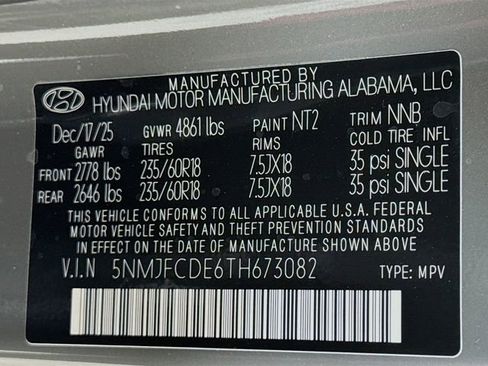 MANUFACTURED BY
HYUNDAI MOTOR MANUFACTURING ALABAMA, LLC
Dec/17/25 GVWR 4861 lbs PAINT NT2 TRIM NNB
GAWR TIRES RIMS COLD TIRE INFL
FRONT 2778 lbs 235/60R18 7.5JX18 35 psi SINGLE
REAR 2646 lbs 235/60R18 7.5JX18 35 psi SINGLE
THIS VEHICLE CONFORMS TO ALL APPLICABLE U.S.A. FEDERAL
MOTOR VEHICLE SAFETY AND THEFT PREVENTION STANDARDS
IN EFFECT ON THE DATE OF MANUFACTURE SHOWN ABOVE.
V.I.N 5NMJFCDE6TH673082 TYPE: MPV